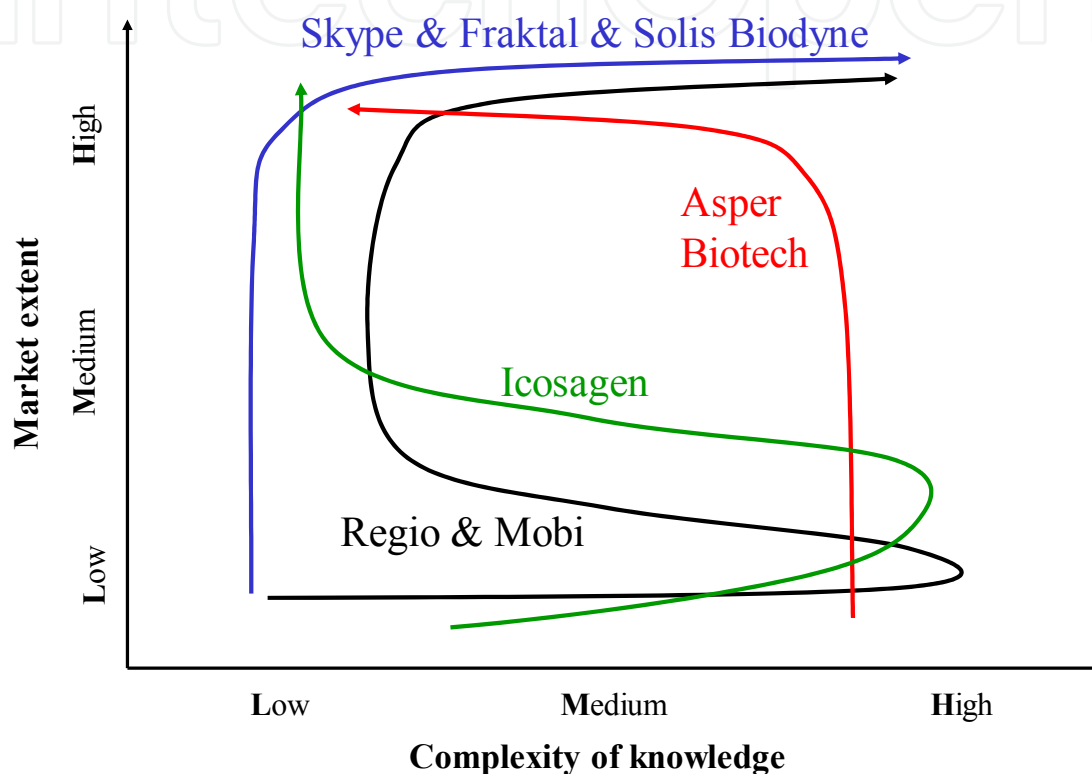 Skype & Fraktal & Solis Biodyne
High
Asper
Biotech
Market extent
Medium
Icosagen
Regio & Mobi
Low
Low
Medium
High
Complexity of knowledge